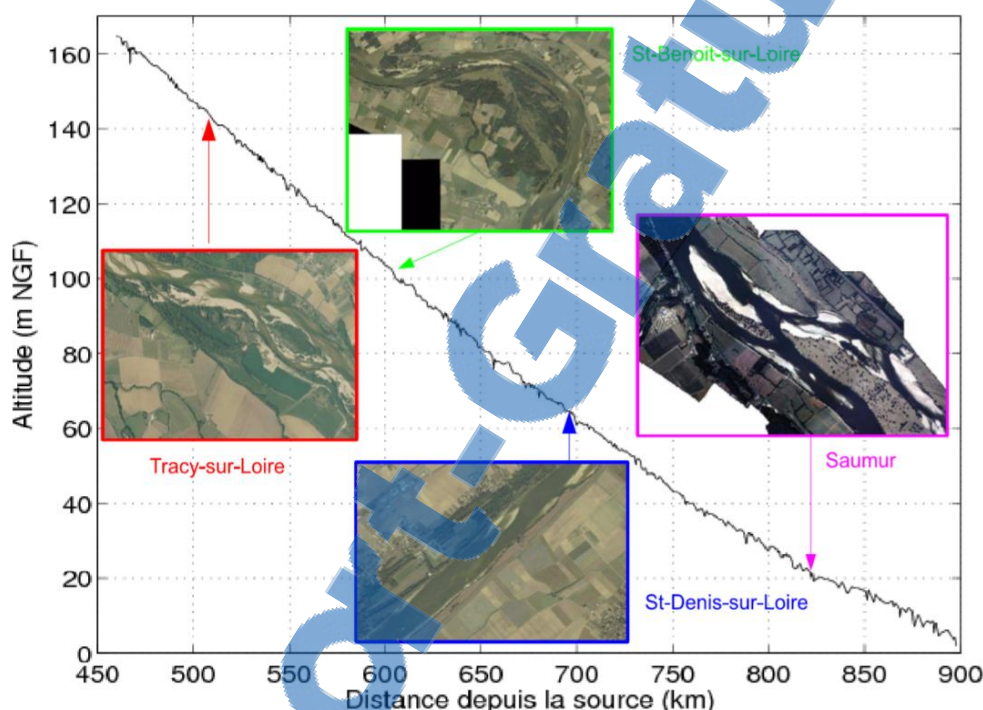 160
140
120
100
80
60
40
20
0
Altitude (m NGF)
St-Benoit-sur-Loire
Tracy-sur-Loire
Saumur
St-Denis-sur-Loire
450 500 550 600 650 700 750 800 850 900
Distance depuis la source (km)